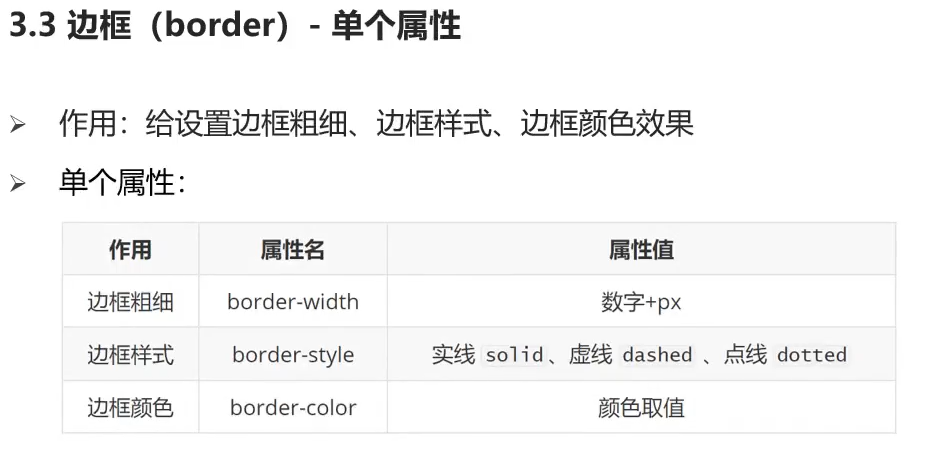 3.3 边框（border）- 单个属性
➢ 作用：给设置边框粗细、边框样式、边框颜色效果
➢ 单个属性：
作用 属性名 属性值
边框粗细 border-width 数字+px
边框样式 border-style 实线 solid、虚线 dashed 、点线 dotted
边框颜色 border-color 颜色取值